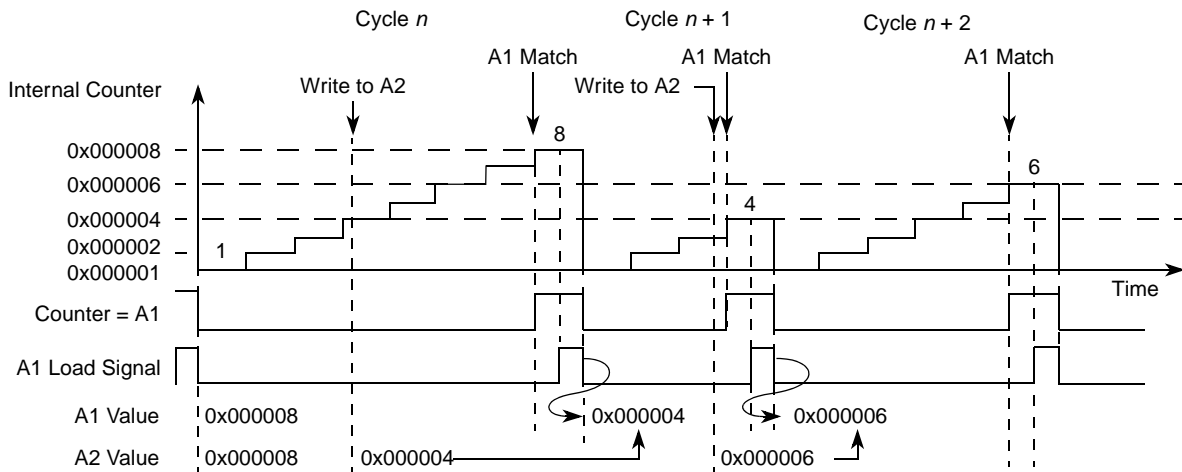 Cycle n Cycle n + 1 Cycle n + 2
A1 Match A1 Match A1 Match
Write to A2 Write to A2
Internal Counter
8
0x000008
6
0x000006
4
0x000004
0x000002 1
0x000001
Time
Counter = A1
A1 Load Signal
A1 Value 0x000008 0x000004 0x000006
A2 Value 0x000008 0x000004 0x000006